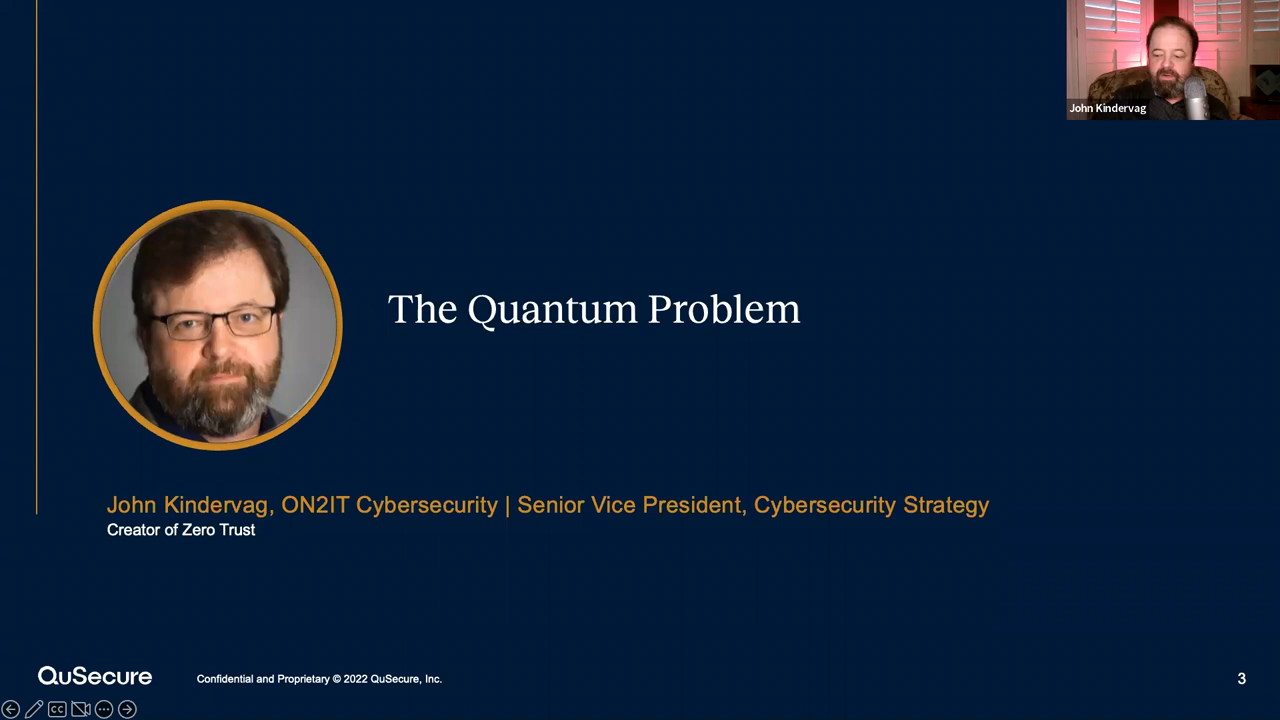 John Kindervag
The Quantum Problem
John Kindervag, ON2IT Cybersecurity | Senior Vice President, Cybersecurity Strategy
Creator of Zero Trust
QuSecure
Confidential and Proprietary © 2022 QuSecure, Inc.
3
CC